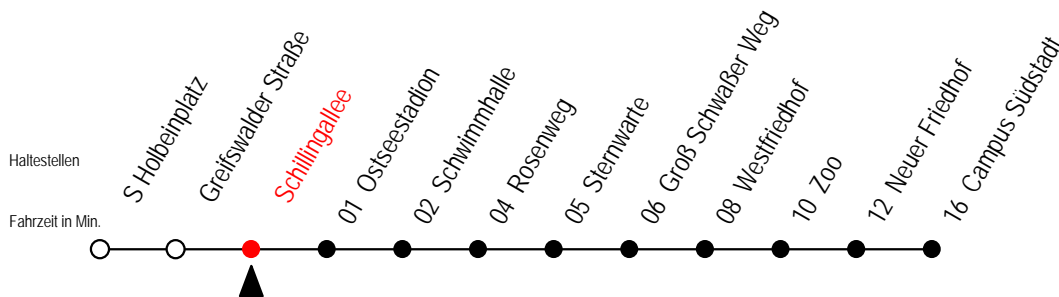 Haltestellen
Fahrzeit in Min.
S Holbeinplatz
Greifswalder Straße
Schillingallee
01 Ostseestadion
02 Schwimmhalle
04 Rosenweg
05 Sternwarte
06 Groß Schwaßer Weg
08 Westfriedhof
10 Zoo
12 Neuer Friedhof
16 Campus Südstadt